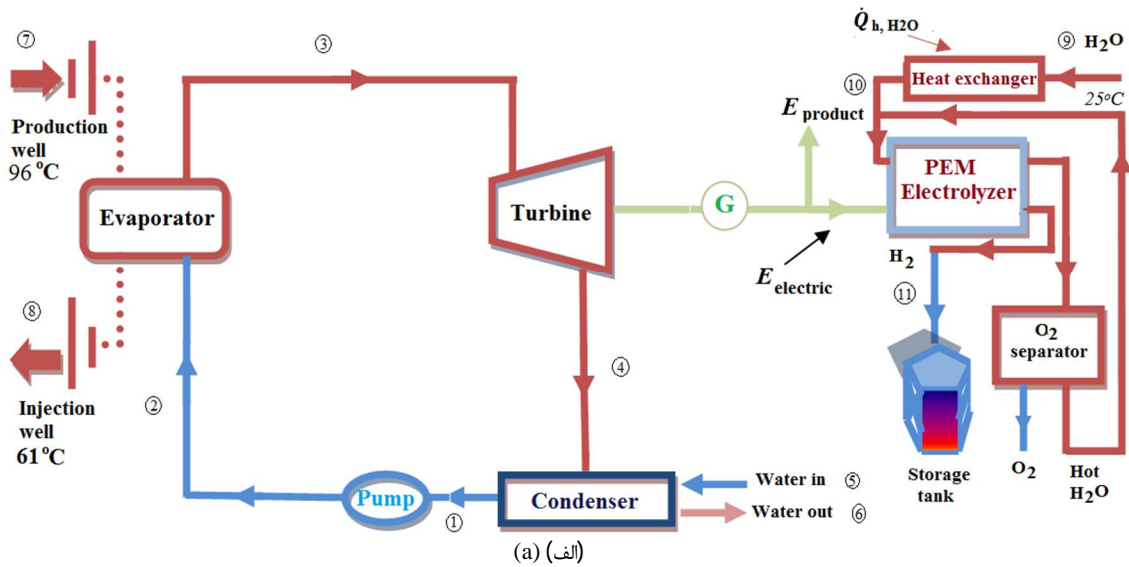 ⑦
Production
well
96 °C
③
Evaporator
Turbine
G
E product
E electric
Q̇ h, H2O
⑨ H₂O
Heat exchanger
25°C
⑩
PEM
Electrolyzer
H₂
⑪
O₂
separator
Storage
tank
O₂
Hot
H₂O
⑧
Injection
well
61°C
②
④
Pump
①
Condenser
Water in ⑤
Water out ⑥
(a) (الف)